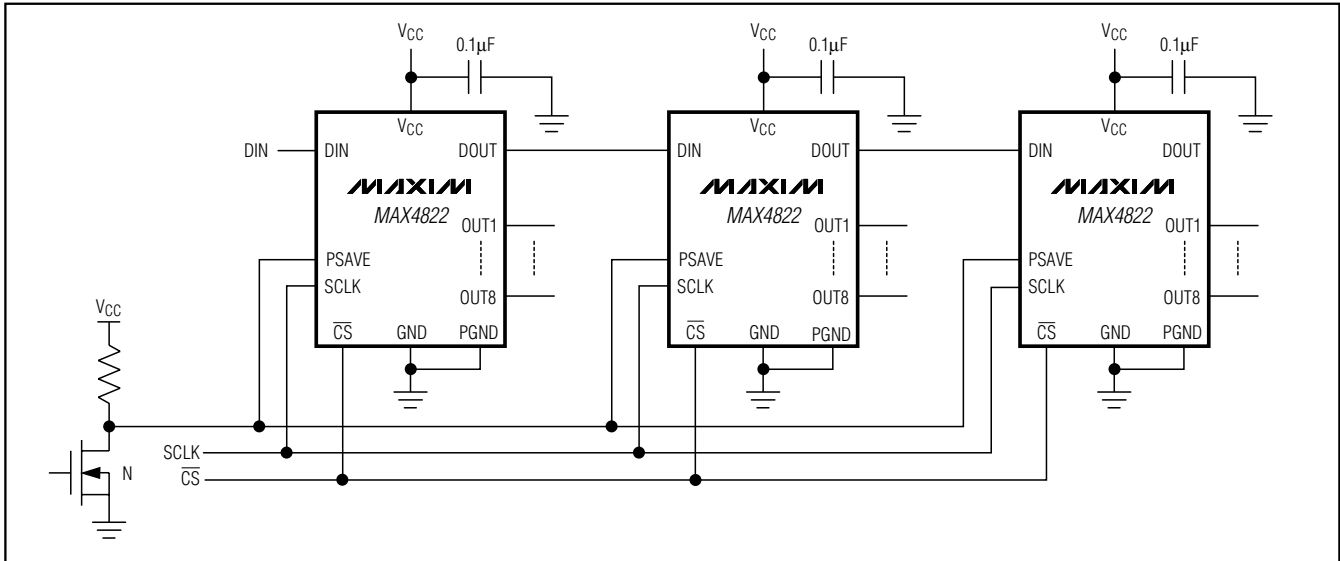 VCC 0.1μF VCC 0.1μF VCC 0.1μF
VCC VCC VCC
DIN DIN DOUT DIN DOUT DIN DOUT
MAXIM MAXIM MAXIM
MAX4822 MAX4822 MAX4822
OUT1 OUT1 OUT1
PSAVE PSAVE PSAVE
SCLK SCLK SCLK
OUT8 OUT8 OUT8
VCC
CS GND PGND CS GND PGND CS GND PGND
SCLK
N
CS